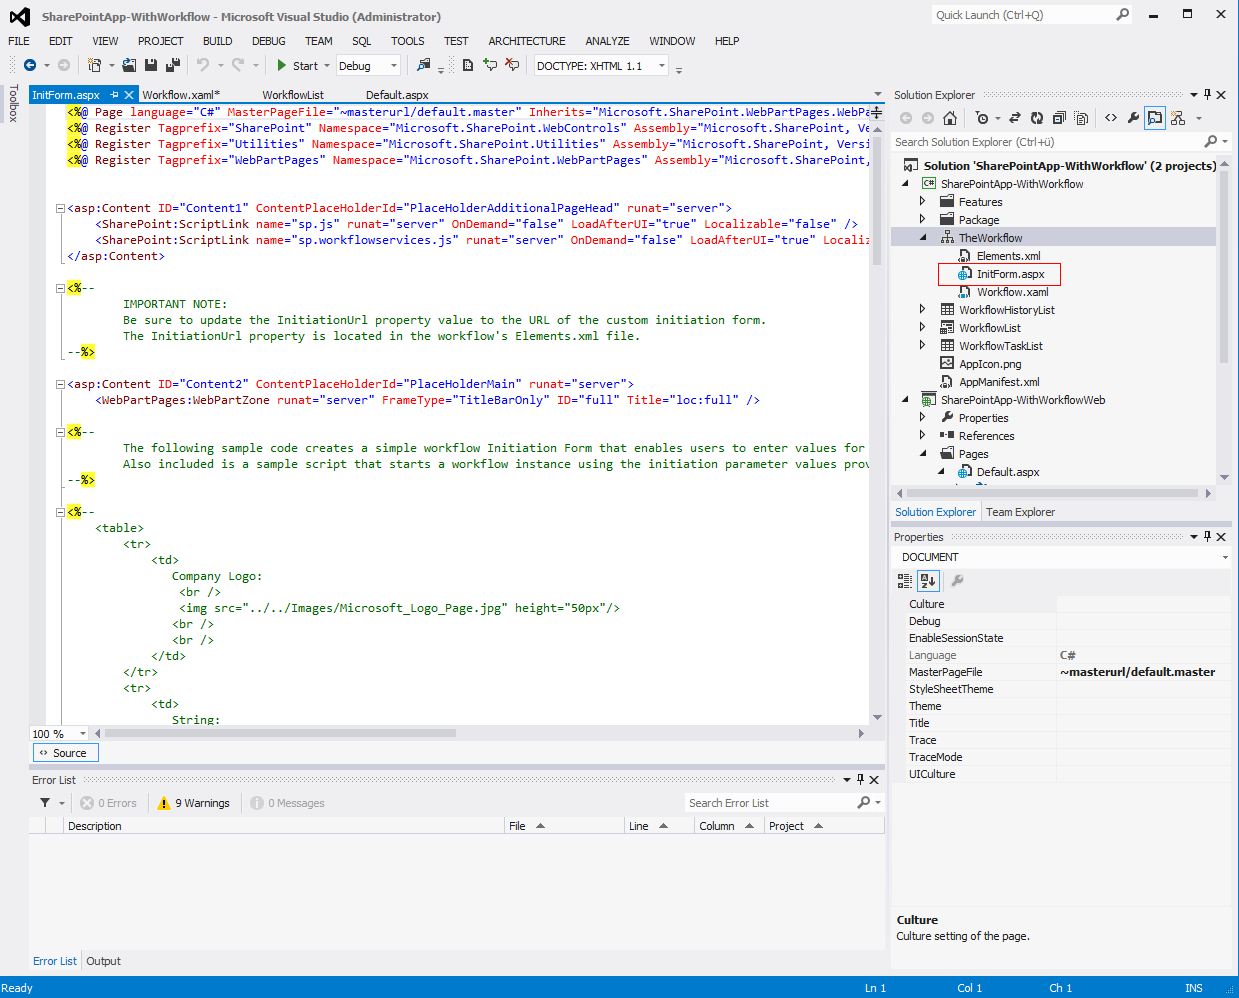 SharePointApp-WithWorkflow - Microsoft Visual Studio (Administrator)
Quick Launch (Ctrl+Q)
FILE EDIT VIEW PROJECT BUILD DEBUG TEAM SQL TOOLS TEST ARCHITECTURE ANALYZE WINDOW HELP
Start Debug DOCTYPE: XHTML 1.1
Toolbox
InitForm.aspx Workflow.xaml* WorkflowList Default.aspx
<%@ Page language="C#" MasterPageFile="~masterurl/default.master" Inherits="Microsoft.SharePoint.WebPartPages.WebPa
<%@ Register Tagprefix="SharePoint" Namespace="Microsoft.SharePoint.WebControls" Assembly="Microsoft.SharePoint, Ve
<%@ Register Tagprefix="Utilities" Namespace="Microsoft.SharePoint.Utilities" Assembly="Microsoft.SharePoint, Versi
<%@ Register Tagprefix="WebPartPages" Namespace="Microsoft.SharePoint.WebPartPages" Assembly="Microsoft.SharePoint,
<asp:Content ID="Content1" ContentPlaceHolderId="PlaceHolderAdditionalPageHead" runat="server">
<SharePoint:ScriptLink name="sp.js" runat="server" OnDemand="false" LoadAfterUI="true" Localizable="false" />
<SharePoint:ScriptLink name="sp.workflowservices.js" runat="server" OnDemand="false" LoadAfterUI="true" Localiz
</asp:Content>
<%--
IMPORTANT NOTE:
Be sure to update the InitiationUrl property value to the URL of the custom initiation form.
The InitiationUrl property is located in the workflow's Elements.xml file.
--%>
<asp:Content ID="Content2" ContentPlaceHolderId="PlaceHolderMain" runat="server">
<WebPartPages:WebPartZone runat="server" FrameType="TitleBarOnly" ID="full" Title="loc:full" />
<%--
The following sample code creates a simple workflow Initiation Form that enables users to enter values for
Also included is a sample script that starts a workflow instance using the initiation parameter values prov
--%>
<%--
<table>
<tr>
<td>
Company Logo:
<br />
<img src="../../Images/Microsoft_Logo_Page.jpg" height="50px"/>
<br />
<br />
</td>
</tr>
<tr>
<td>
String:
100 %
Source
Error List
0 Errors 9 Warnings 0 Messages
Search Error List
Description File Line Column Project
Error List Output
Solution Explorer
Search Solution Explorer (Ctrl+ü)
Solution 'SharePointApp-WithWorkflow' (2 projects)
SharePointApp-WithWorkflow
Features
Package
TheWorkflow
Elements.xml
InitForm.aspx
Workflow.xaml
WorkflowHistoryList
WorkflowList
WorkflowTaskList
AppIcon.png
AppManifest.xml
SharePointApp-WithWorkflowWeb
Properties
References
Pages
Default.aspx
Solution Explorer Team Explorer
Properties
DOCUMENT
Culture
Debug
EnableSessionState
Language C#
MasterPageFile ~masterurl/default.master
StyleSheetTheme
Theme
Title
Trace
TraceMode
UICulture
Culture
Culture setting of the page.
Ready Ln 1 Col 1 Ch 1 INS